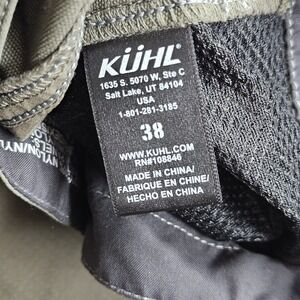 KÜHL
1635 S. 5070 W, Ste C
Salt Lake, UT 84104
USA
1-801-281-3185
38
WWW.KUHL.COM
RN#108846
MADE IN CHINA/
FABRIQUE EN CHINE/
HECHO EN CHINA